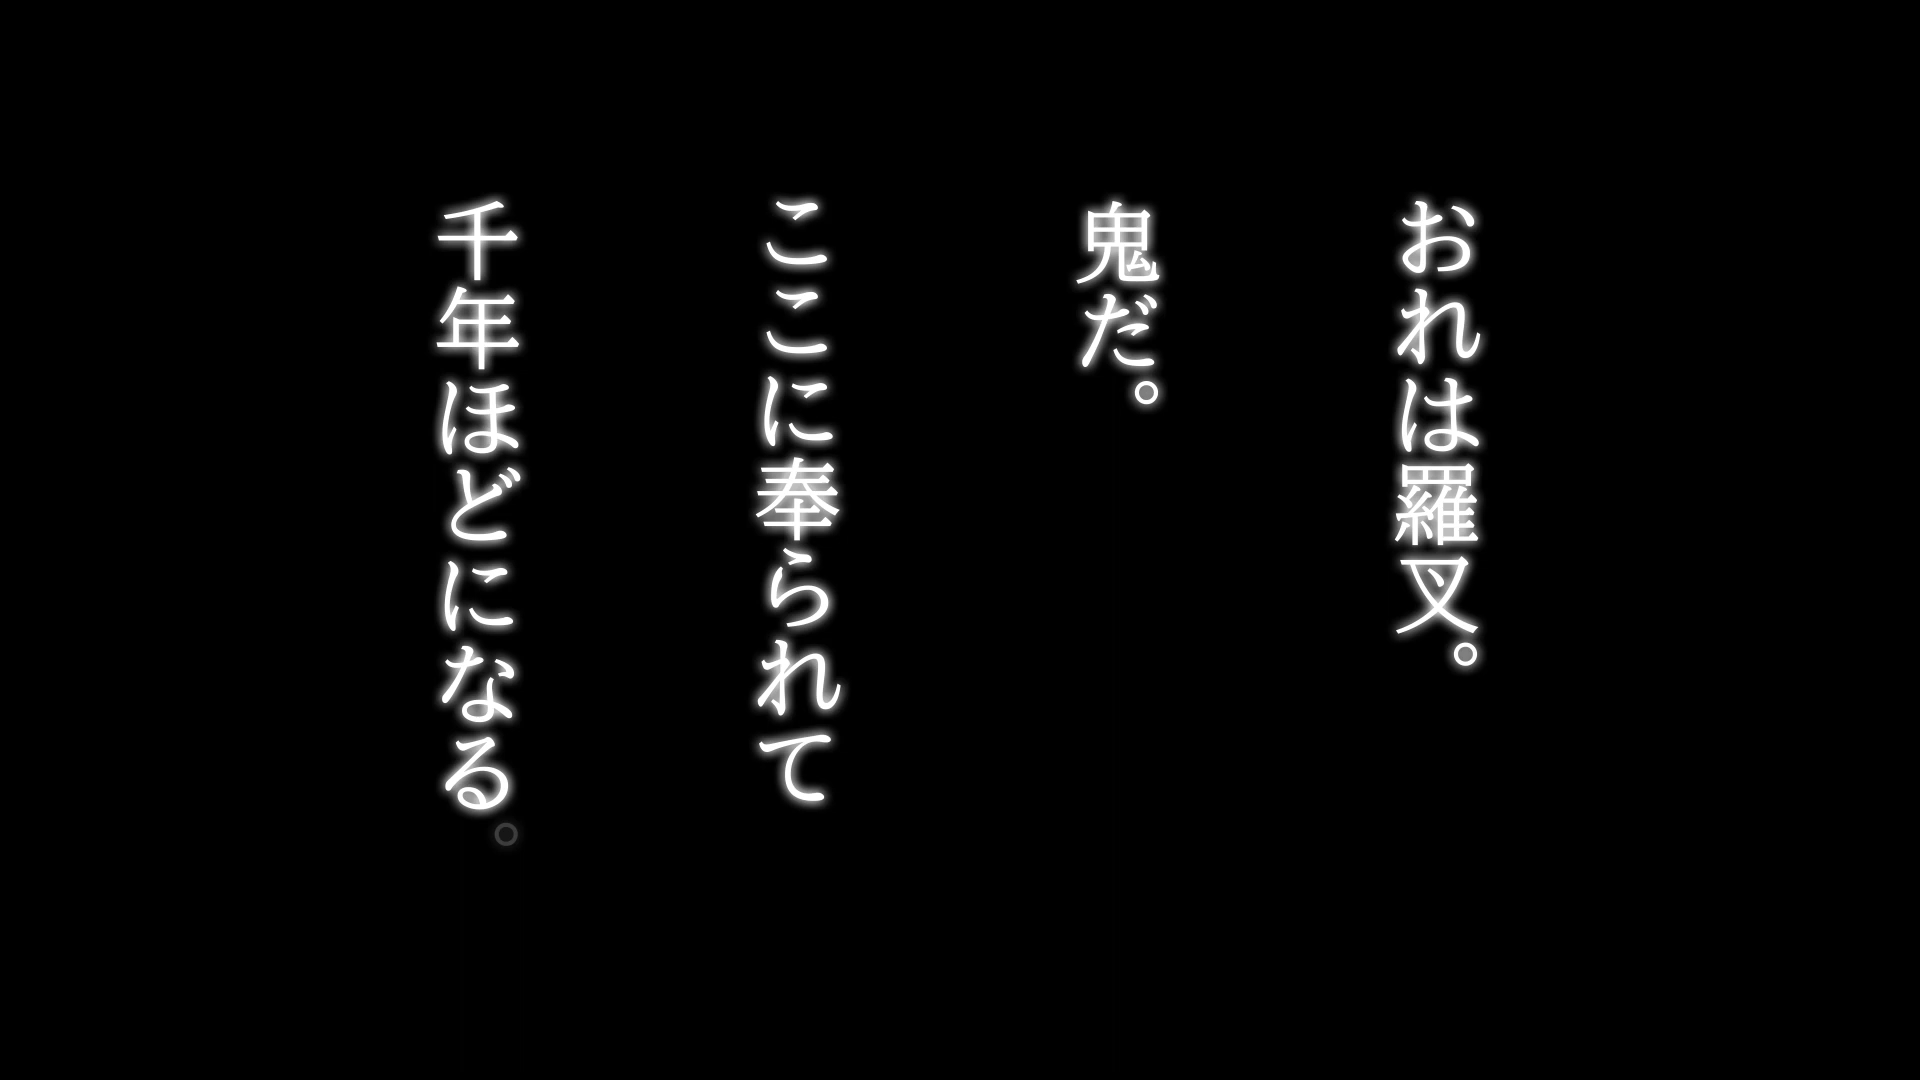 おれは羅叉。
鬼だ。
ここに奉られて
千年ほどになる。